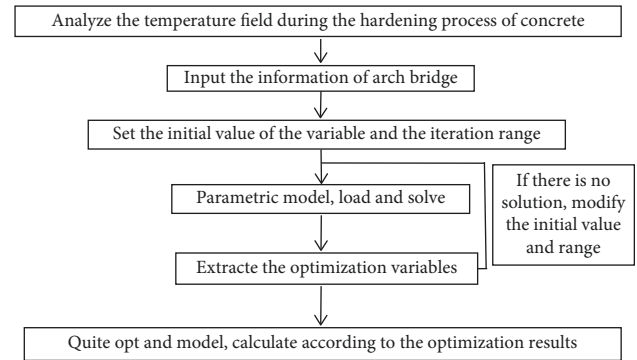 Analyze the temperature field during the hardening process of concrete
Input the information of arch bridge
Set the initial value of the variable and the iteration range
Parametric model, load and solve
If there is no
solution, modify
the initial value
and range
Extracte the optimization variables
Quite opt and model, calculate according to the optimization results